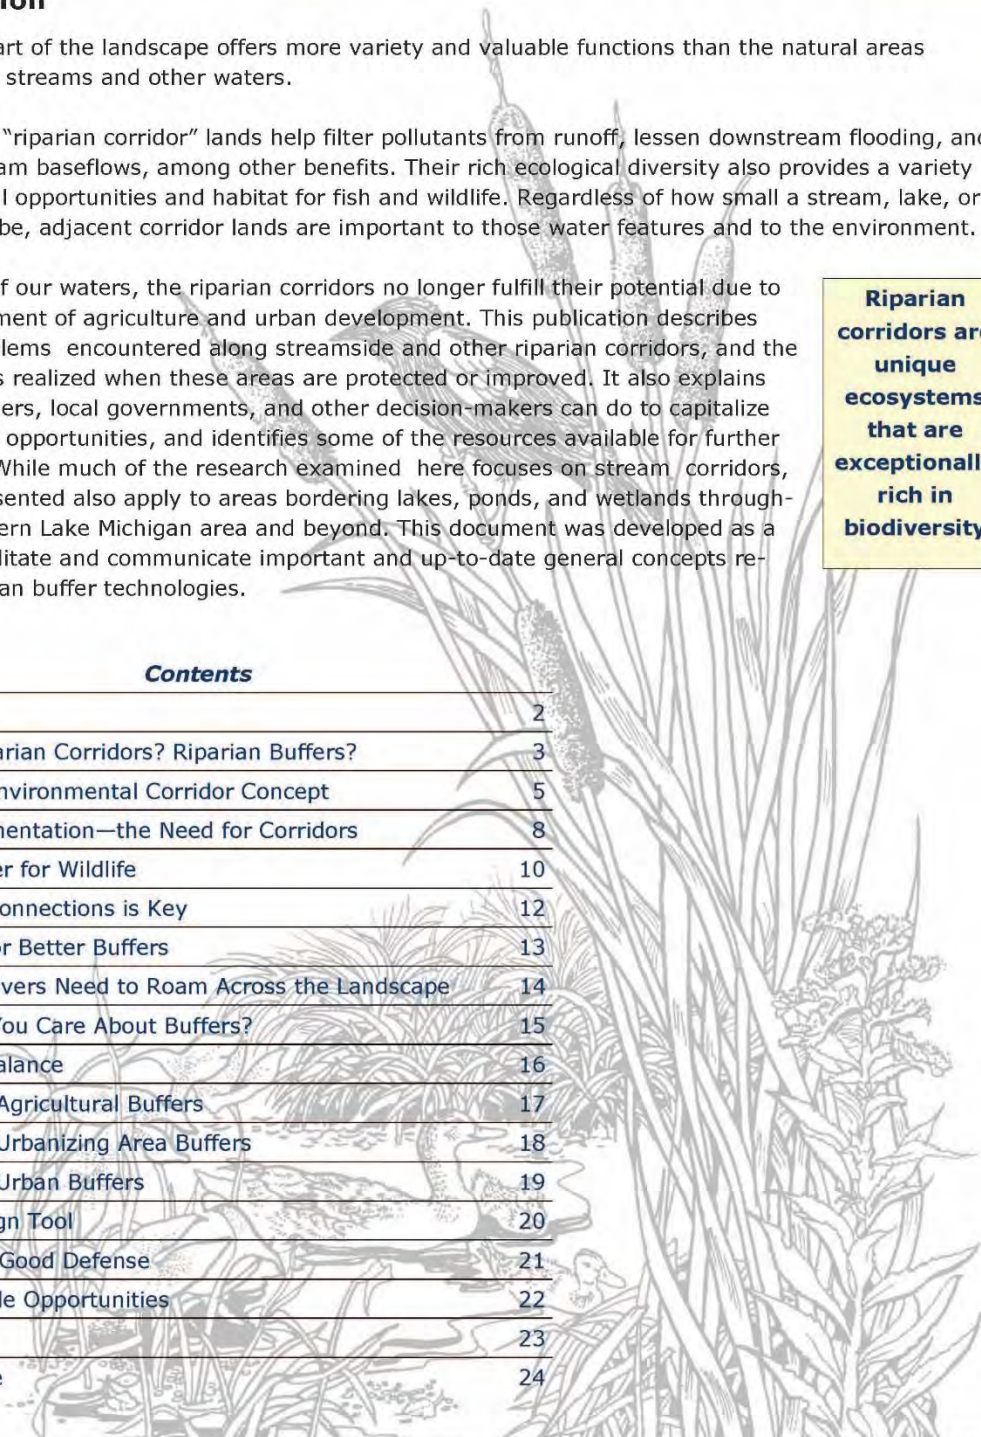 art of the landscape offers more variety and valuable functions than the natural areas
streams and other waters.
"riparian corridor" lands help filter pollutants from runoff, lessen downstream flooding, and
am baseflows, among other benefits. Their rich ecological diversity also provides a variety
l opportunities and habitat for fish and wildlife. Regardless of how small a stream, lake, or
be, adjacent corridor lands are important to those water features and to the environment.
f our waters, the riparian corridors no longer fulfill their potential due to
ment of agriculture and urban development. This publication describes
blems encountered along streamside and other riparian corridors, and the
s realized when these areas are protected or improved. It also explains
ers, local governments, and other decision-makers can do to capitalize
opportunities, and identifies some of the resources available for further
While much of the research examined here focuses on stream corridors,
sented also apply to areas bordering lakes, ponds, and wetlands through-
ern Lake Michigan area and beyond. This document was developed as a
litate and communicate important and up-to-date general concepts re-
an buffer technologies.
Riparian
corridors are
unique
ecosystems
that are
exceptionall
rich in
biodiversity
Contents
2
arian Corridors? Riparian Buffers? 3
nvironmental Corridor Concept 5
mentation—the Need for Corridors 8
er for Wildlife 10
onnections is Key 12
or Better Buffers 13
vers Need to Roam Across the Landscape 14
You Care About Buffers? 15
alance 16
Agricultural Buffers 17
Urbanizing Area Buffers 18
Urban Buffers 19
gn Tool 20
Good Defense 21
le Opportunities 22
23
e 24